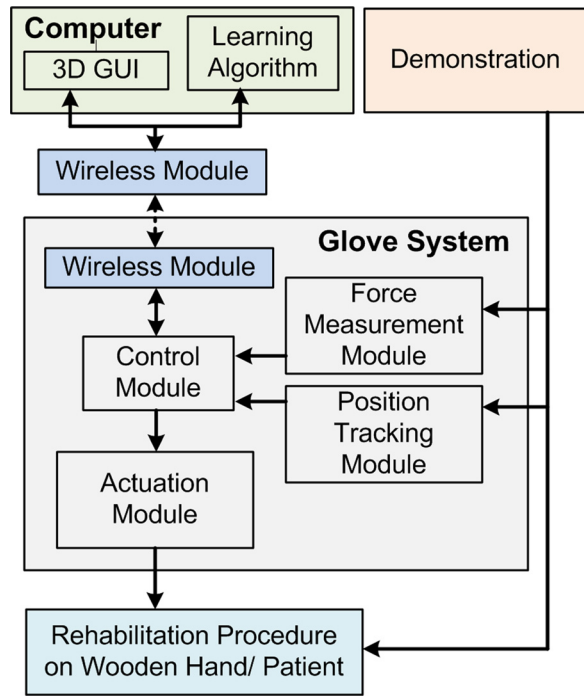 Computer
3D GUI
Learning
Algorithm
Demonstration
Wireless Module
Glove System
Wireless Module
Force
Measurement
Module
Control
Module
Position
Tracking
Module
Actuation
Module
Rehabilitation Procedure
on Wooden Hand/ Patient